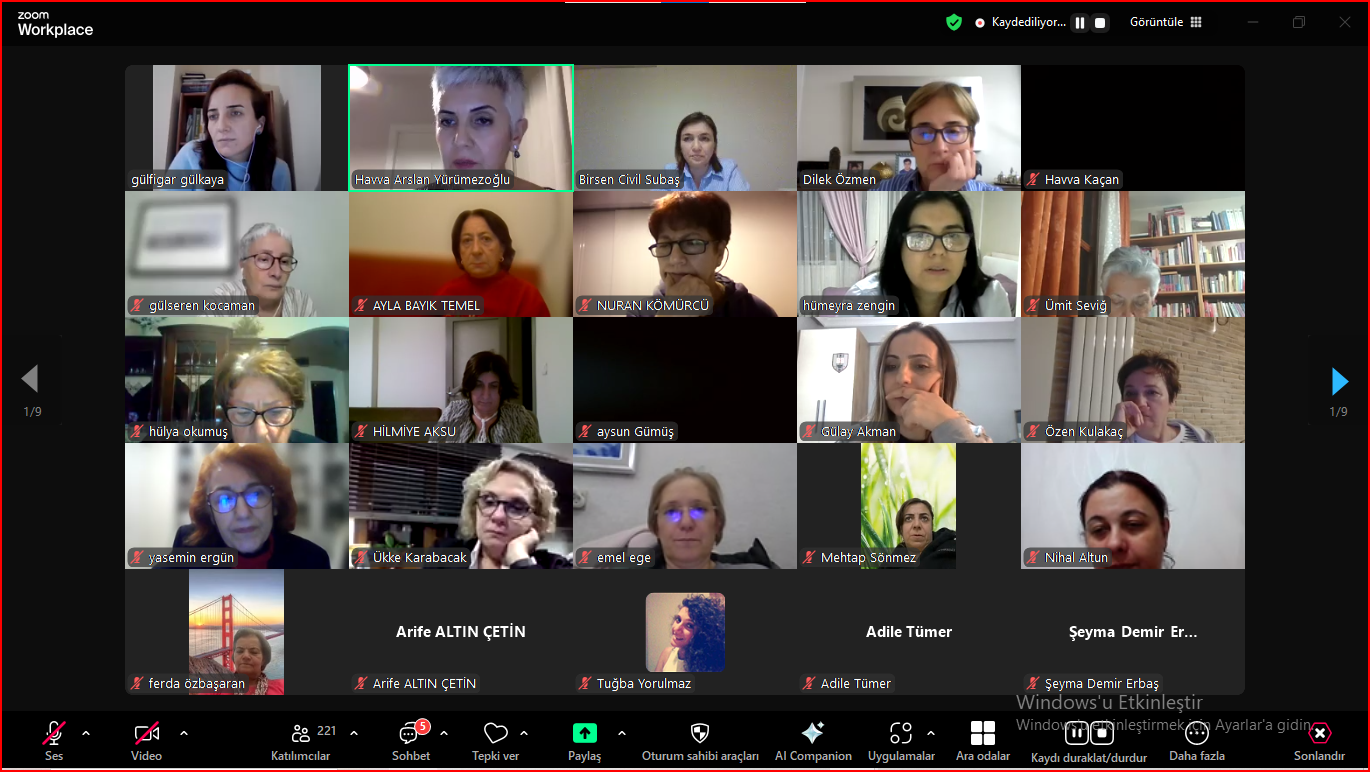 zoom
Workplace
Kaydediliyor...
Görüntüle
gülfigar gülkaya
Havva Arslan Yürümezoğlu
Birsen Civil Subaş
Dilek Özmen
Havva Kaçan
gülseren kocaman
AYLA BAYIK TEMEL
NURAN KÖMÜRCÜ
hümeyra zengin
Ümit Seviğ
1/9
1/9
hülya okumuş
HİLMİYE AKSU
aysun Gümüş
Gülay Akman
Özen Kulakaç
yasemin ergün
Ükke Karabacak
emel ege
Mehtap Sönmez
Nihal Altun
Arife ALTIN ÇETİN
Adile Tümer
Şeyma Demir Er...
ferda özbaşaran
Arife ALTIN ÇETİN
Tuğba Yorulmaz
Adile Tümer
Şeyma Demir Erbaş
Windows'u Etkinleştir
Windows'u etkinleştirmek için Ayarlar'a gidin.
221
5
Ses
Video
Katılımcılar
Sohbet
Tepki ver
Paylaş
Oturum sahibi araçları
AI Companion
Uygulamalar
Ara odalar
Kaydı duraklat/durdur
Daha fazla
Sonlandır